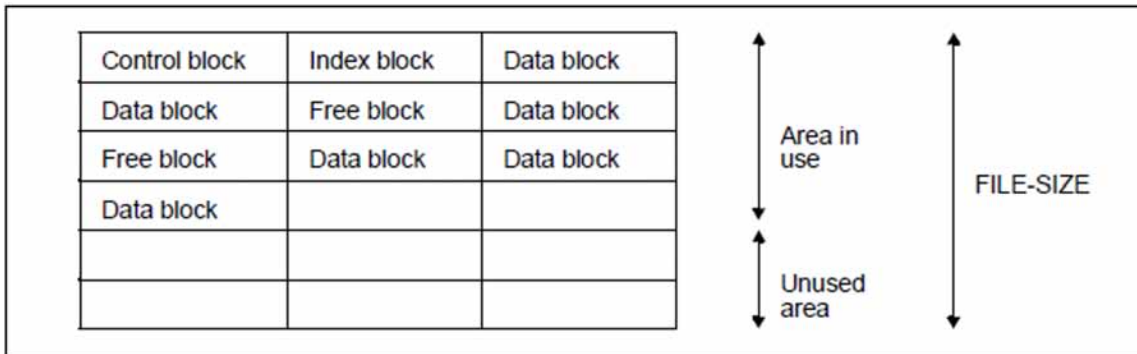 Control block Index block Data block
Data block Free block Data block
Free block Data block Data block
Data block
Area in
use
FILE-SIZE
Unused
area